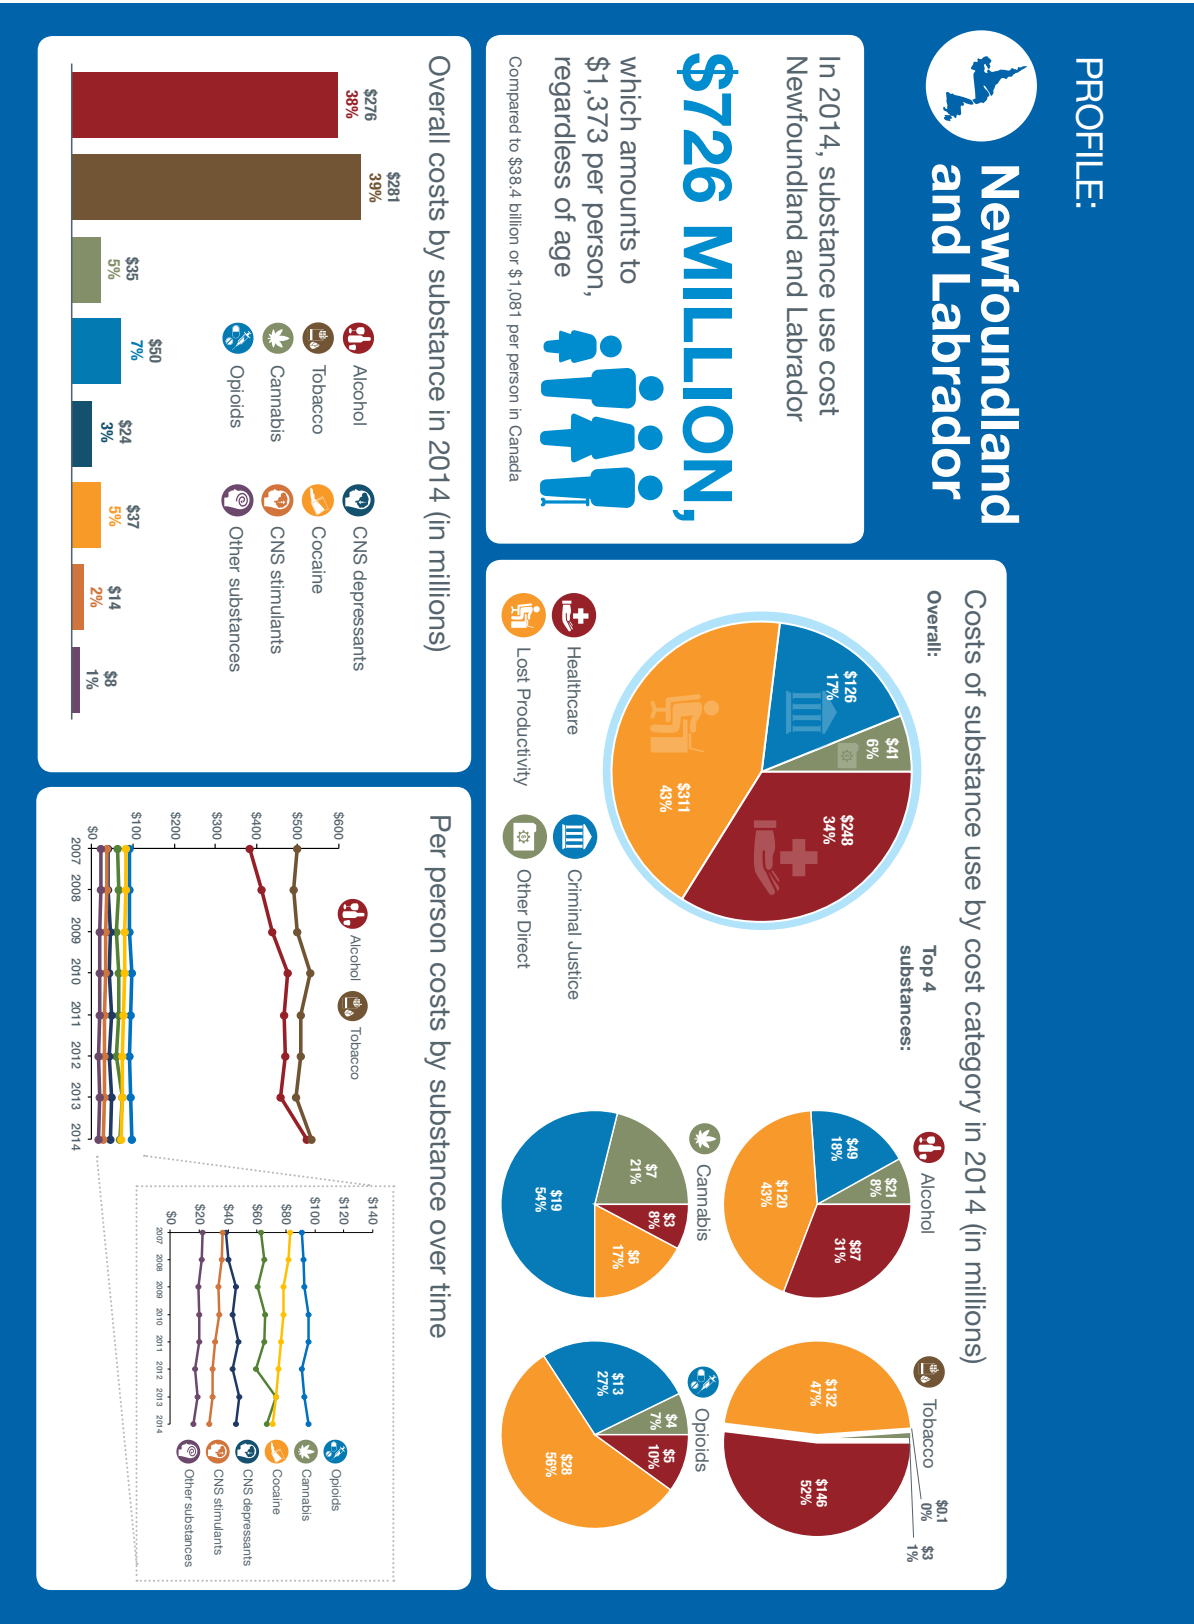 PROFILE:
Newfoundland
and Labrador
In 2014, substance use cost
Newfoundland and Labrador
$726 MILLION,
which amounts to
$1,373 per person,
regardless of age
Compared to $38.4 billion or $1,081 per person in Canada
Costs of substance use by cost category in 2014 (in millions)
Overall:
$126
17%
$41
6%
$311
43%
$248
34%
Healthcare
Lost Productivity
Criminal Justice
Other Direct
Top 4
substances:
Alcohol
$49
18%
$21
8%
$120
43%
$87
31%
Tobacco
$132
47%
$146
52%
$0.1
0%
$3
1%
Cannabis
$7
21%
$3
8%
$19
54%
$6
17%
Opioids
$13
27%
$4
7%
$5
10%
$28
56%
Overall costs by substance in 2014 (in millions)
$276
38%
$281
39%
$35
5%
$50
7%
$24
3%
$37
5%
$14
2%
$8
1%
Alcohol
Tobacco
Cannabis
Opioids
CNS depressants
Cocaine
CNS stimulants
Other substances
Per person costs by substance over time
$600
$500
$400
$300
$200
$100
$0
2007 2008 2009 2010 2011 2012 2013 2014
Alcohol
Tobacco
$140
$120
$100
$80
$60
$40
$20
$0
2007 2008 2009 2010 2011 2012 2013 2014
Opioids
Cannabis
Cocaine
CNS depressants
CNS stimulants
Other substances